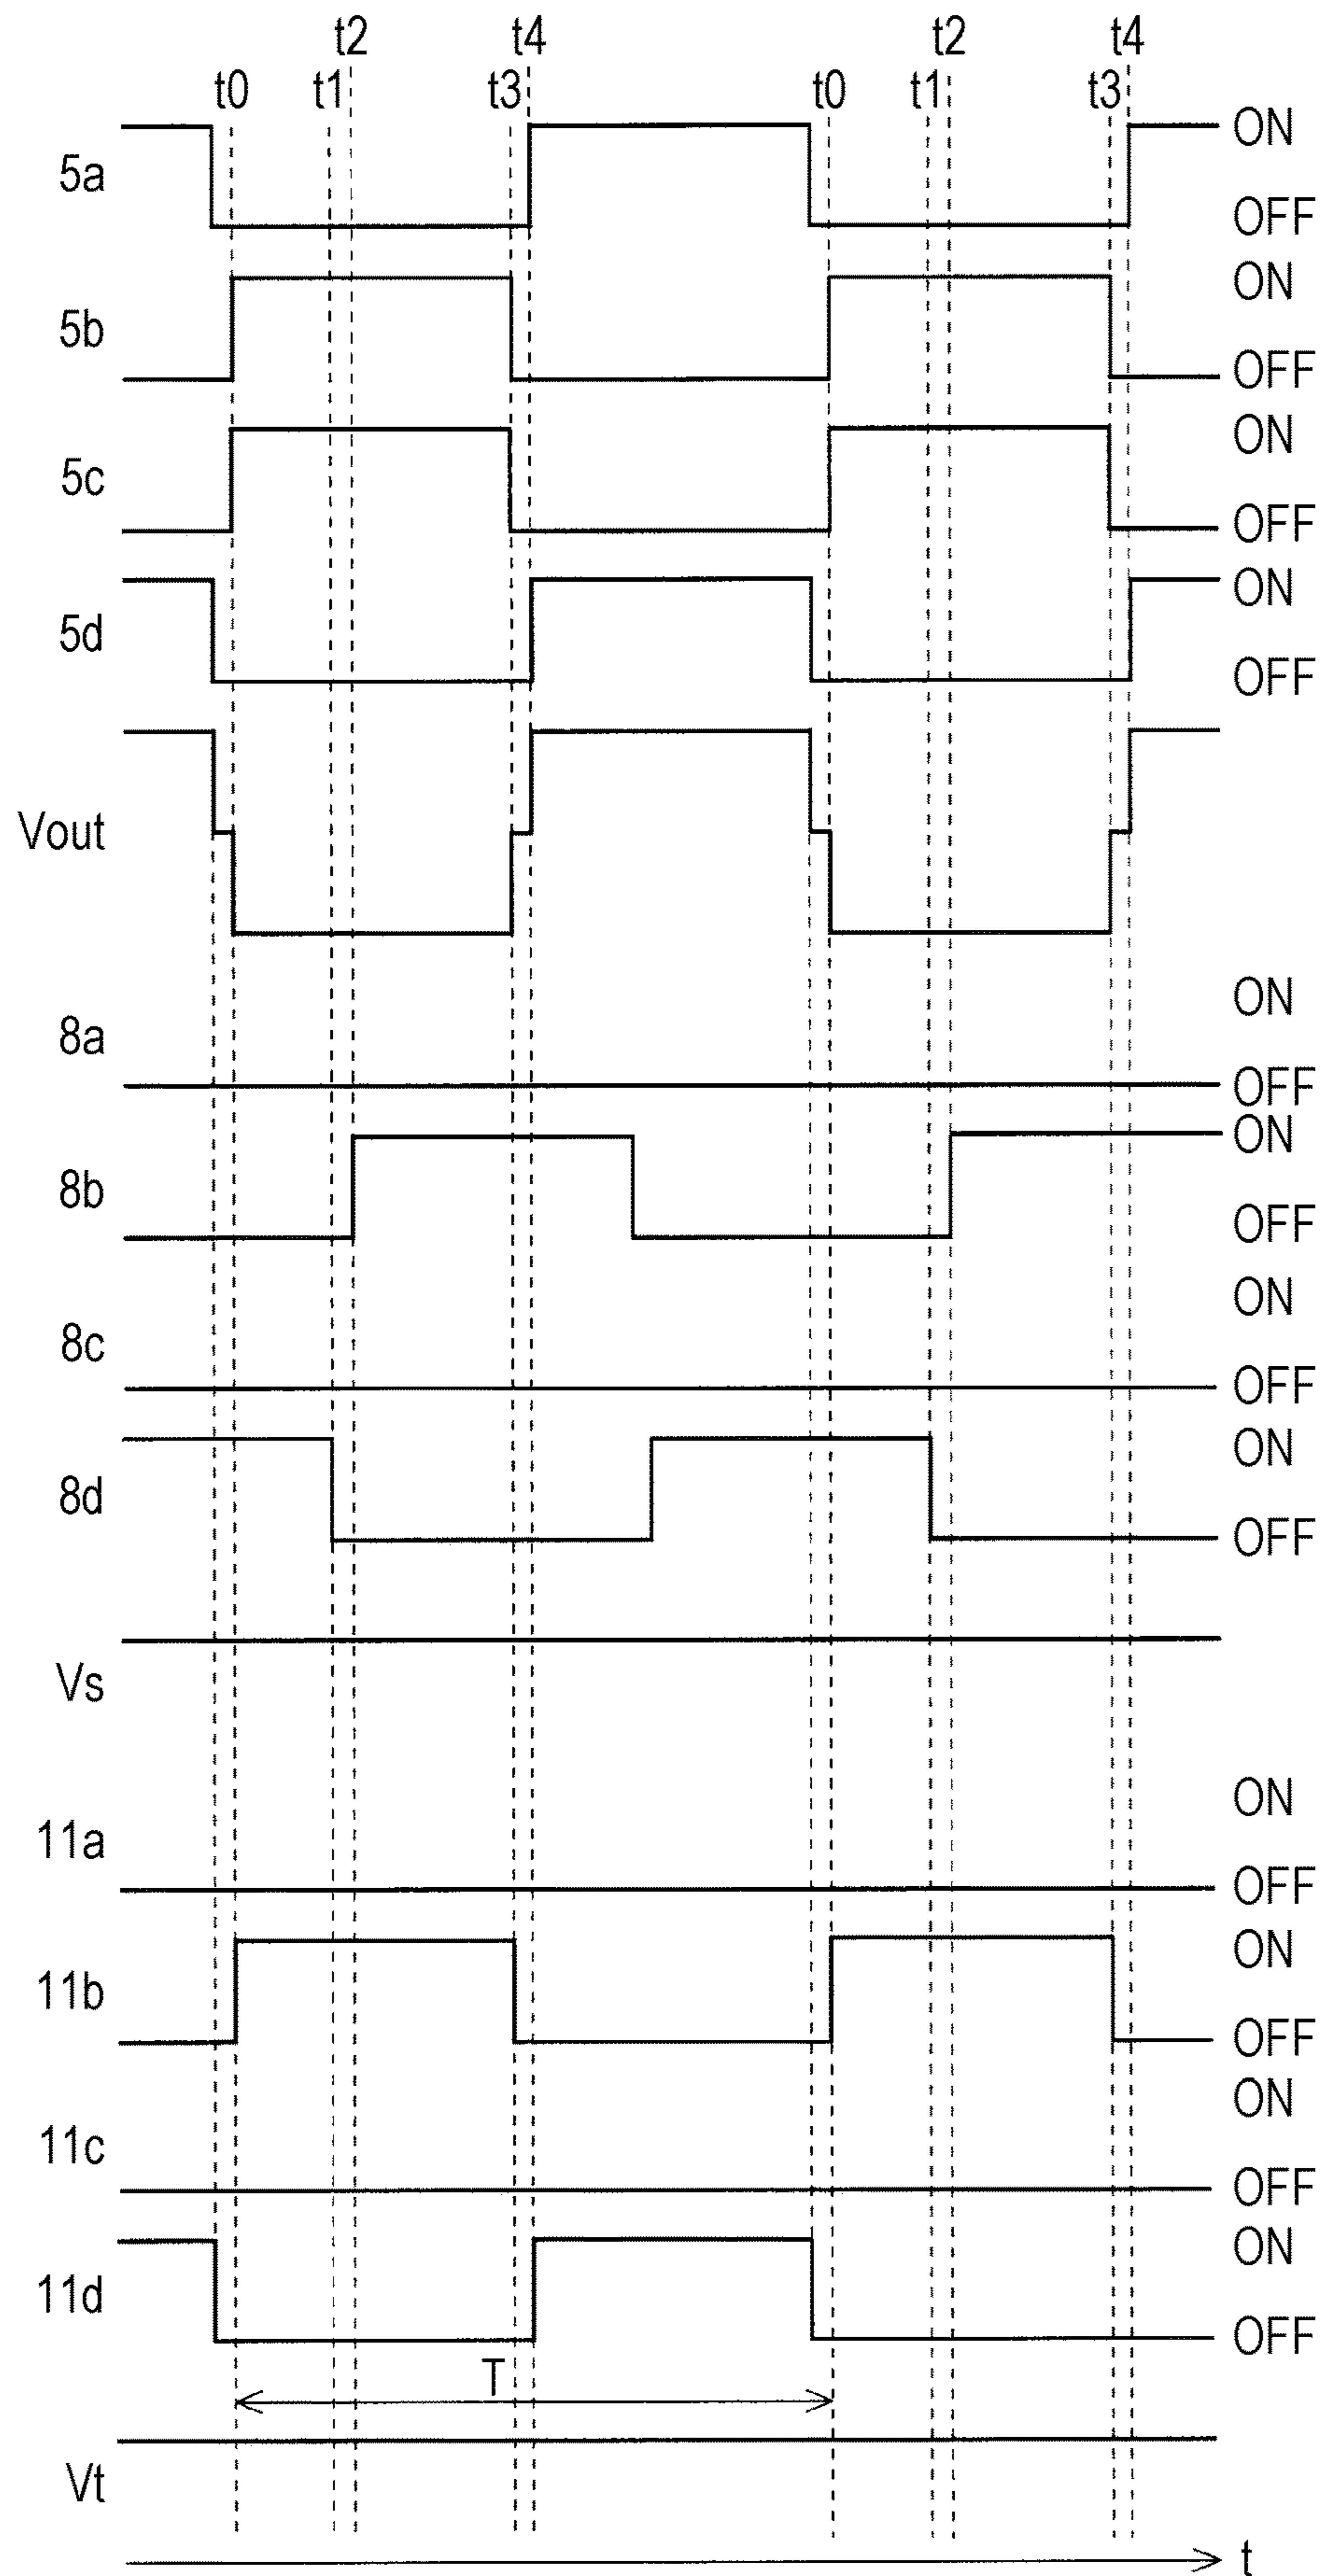 t2 t4 t2 t4
t0 t1 t3 t0 t1 t3
5a ON
OFF
5b ON
OFF
5c ON
OFF
5d ON
OFF
Vout
8a ON
OFF
8b ON
OFF
8c ON
OFF
8d ON
OFF
Vs
11a ON
OFF
11b ON
OFF
11c ON
OFF
11d ON
OFF
T
Vt
t